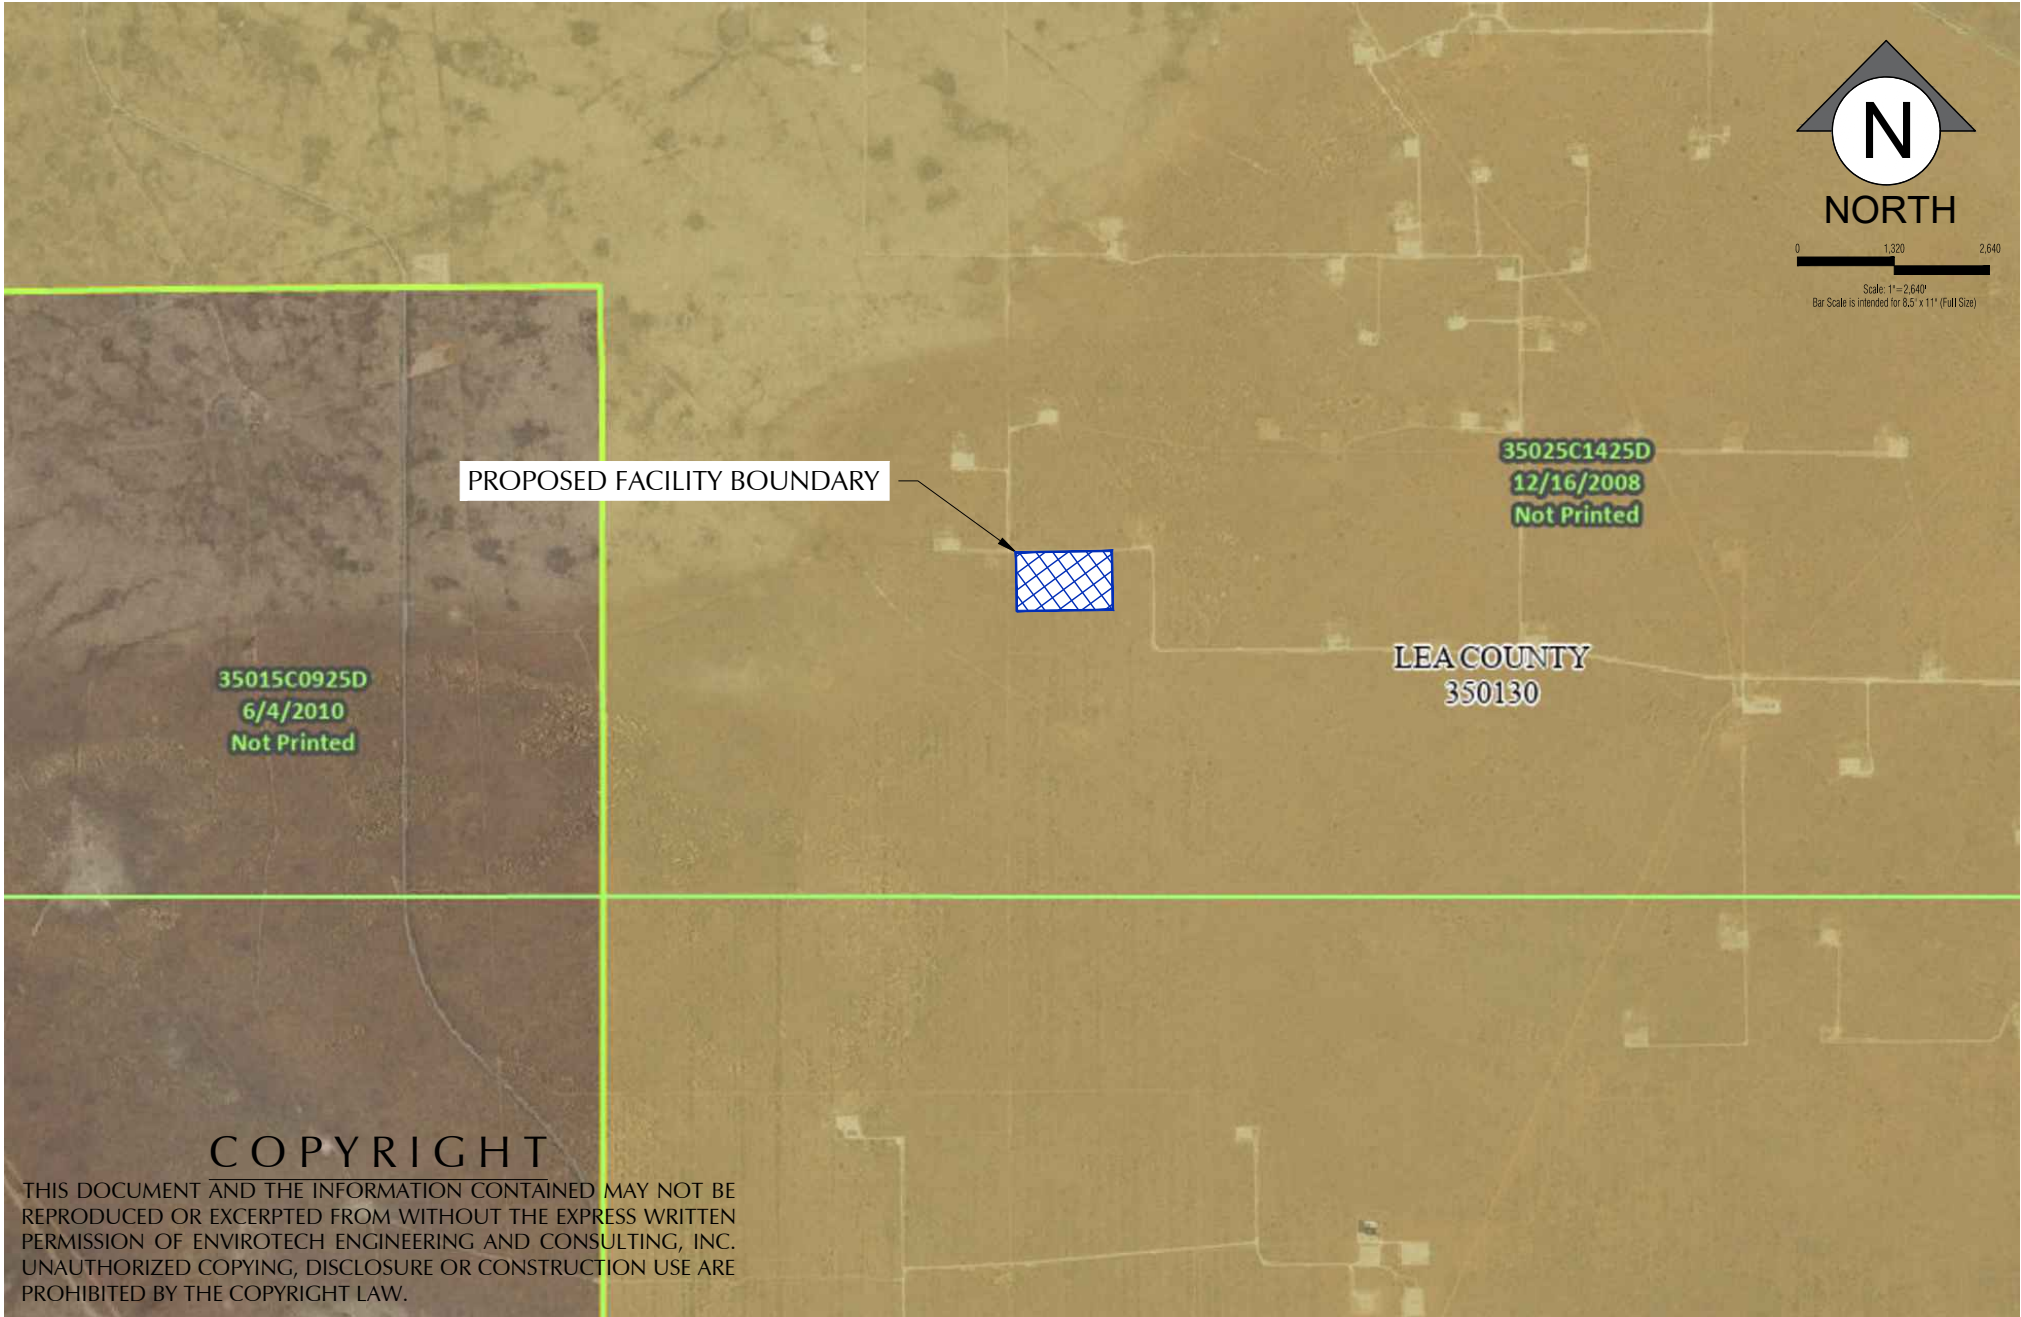 N
NORTH
0 1,320 2,640
Scale: 1"=2,640'
Bar Scale is intended for 8.5" x 11" (Full Size)
PROPOSED FACILITY BOUNDARY
35025C1425D
12/16/2008
Not Printed
LEA COUNTY
350130
35015C0925D
6/4/2010
Not Printed
COPYRIGHT
THIS DOCUMENT AND THE INFORMATION CONTAINED MAY NOT BE
REPRODUCED OR EXCERPTED FROM WITHOUT THE EXPRESS WRITTEN
PERMISSION OF ENVIROTECH ENGINEERING AND CONSULTING, INC.
UNAUTHORIZED COPYING, DISCLOSURE OR CONSTRUCTION USE ARE
PROHIBITED BY THE COPYRIGHT LAW.